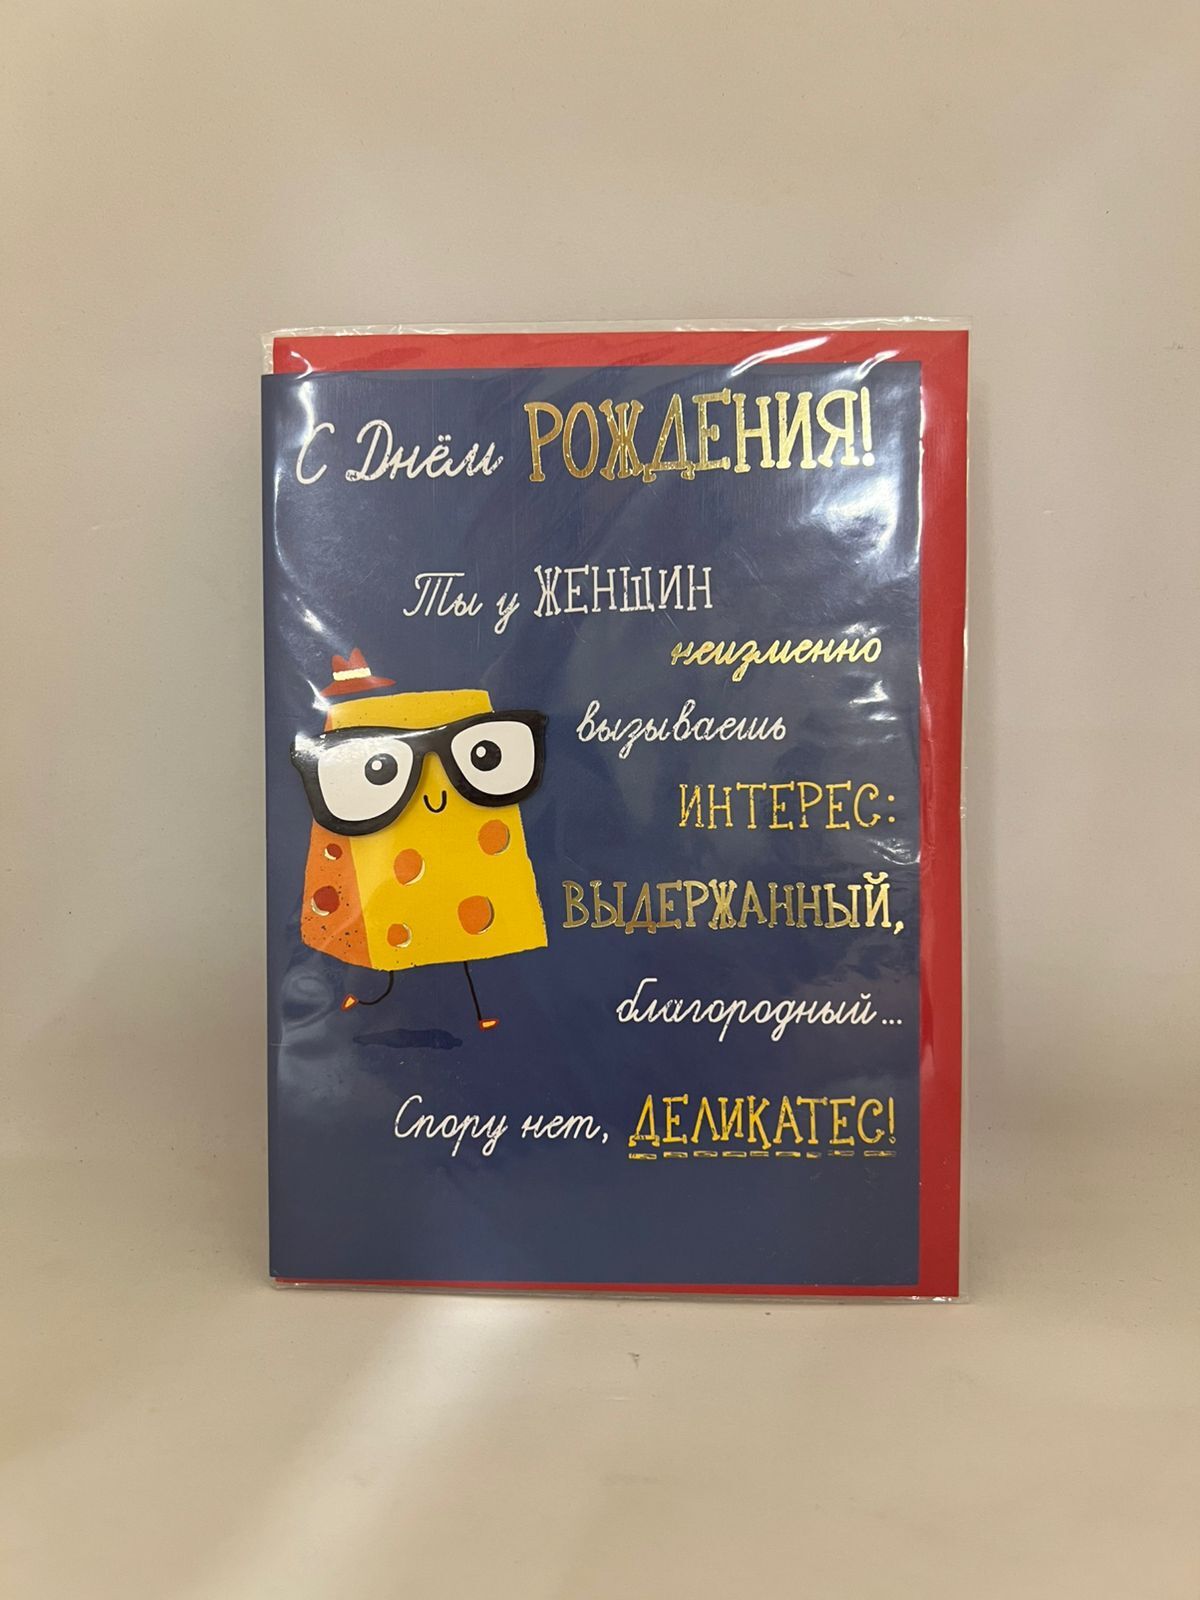 С Днём РОЖДЕНИЯ!
Ты у ЖЕНЩИН
неизменно
вызываешь
ИНТЕРЕС:
ВЫДЕРЖАННЫЙ,
благородный...
Спору нет, ДЕЛИКАТЕС!